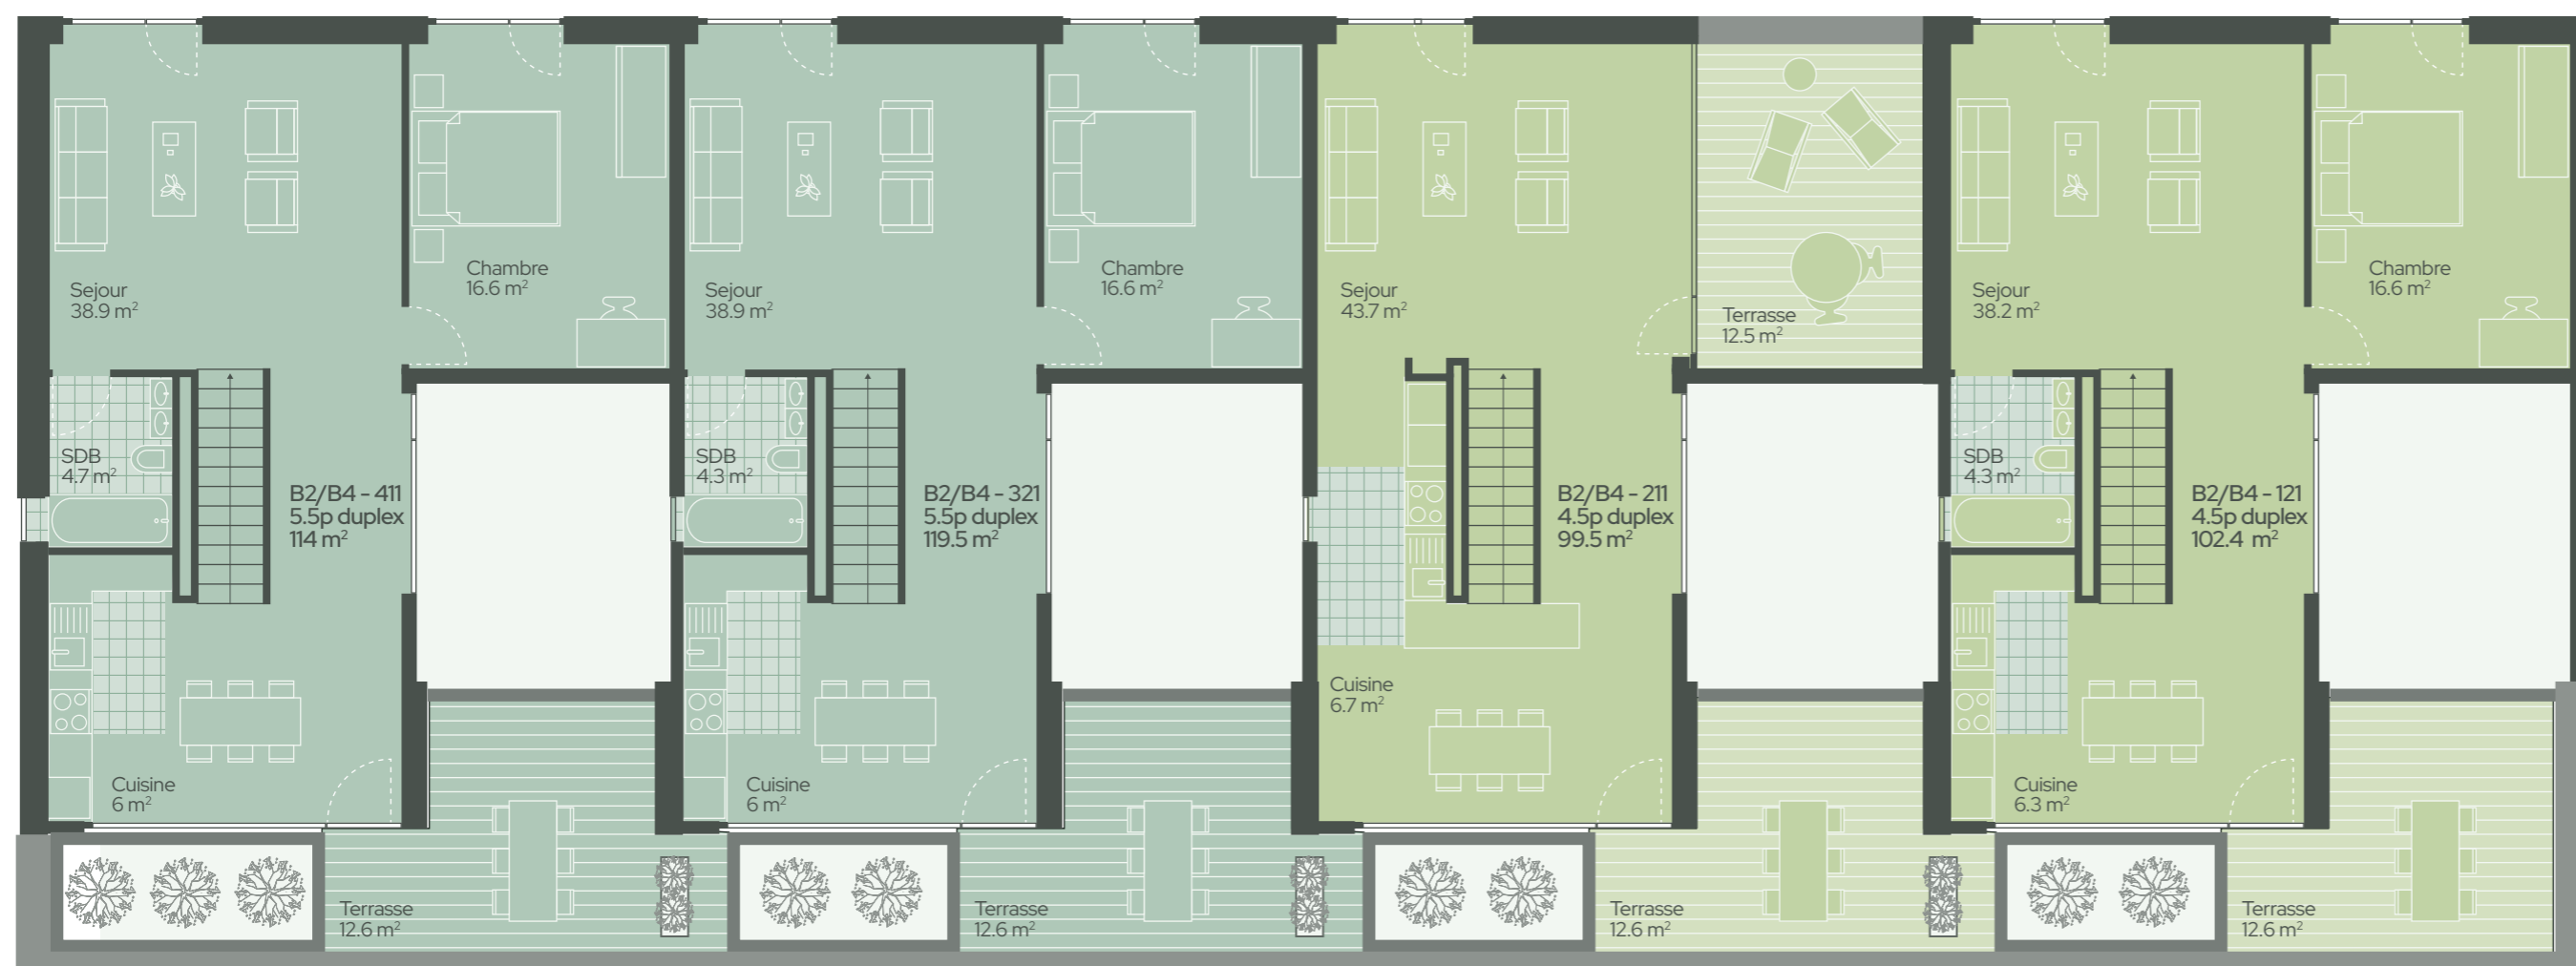 Sejour
38.9 m²
Chambre
16.6 m²
SDB
4.7 m²
B2/B4 - 411
5.5p duplex
114 m²
Cuisine
6 m²
Terrasse
12.6 m²
Sejour
38.9 m²
Chambre
16.6 m²
SDB
4.3 m²
B2/B4 - 321
5.5p duplex
119.5 m²
Cuisine
6 m²
Terrasse
12.6 m²
Sejour
43.7 m²
Terrasse
12.5 m²
B2/B4 - 211
4.5p duplex
99.5 m²
Cuisine
6.7 m²
Terrasse
12.6 m²
Sejour
38.2 m²
Chambre
16.6 m²
SDB
4.3 m²
B2/B4 - 121
4.5p duplex
102.4 m²
Cuisine
6.3 m²
Terrasse
12.6 m²